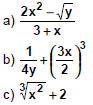 a) (2x² − √y)/(3 + x)
b) 1/(4y) + (3x/2)³
c) ∛x² + 2